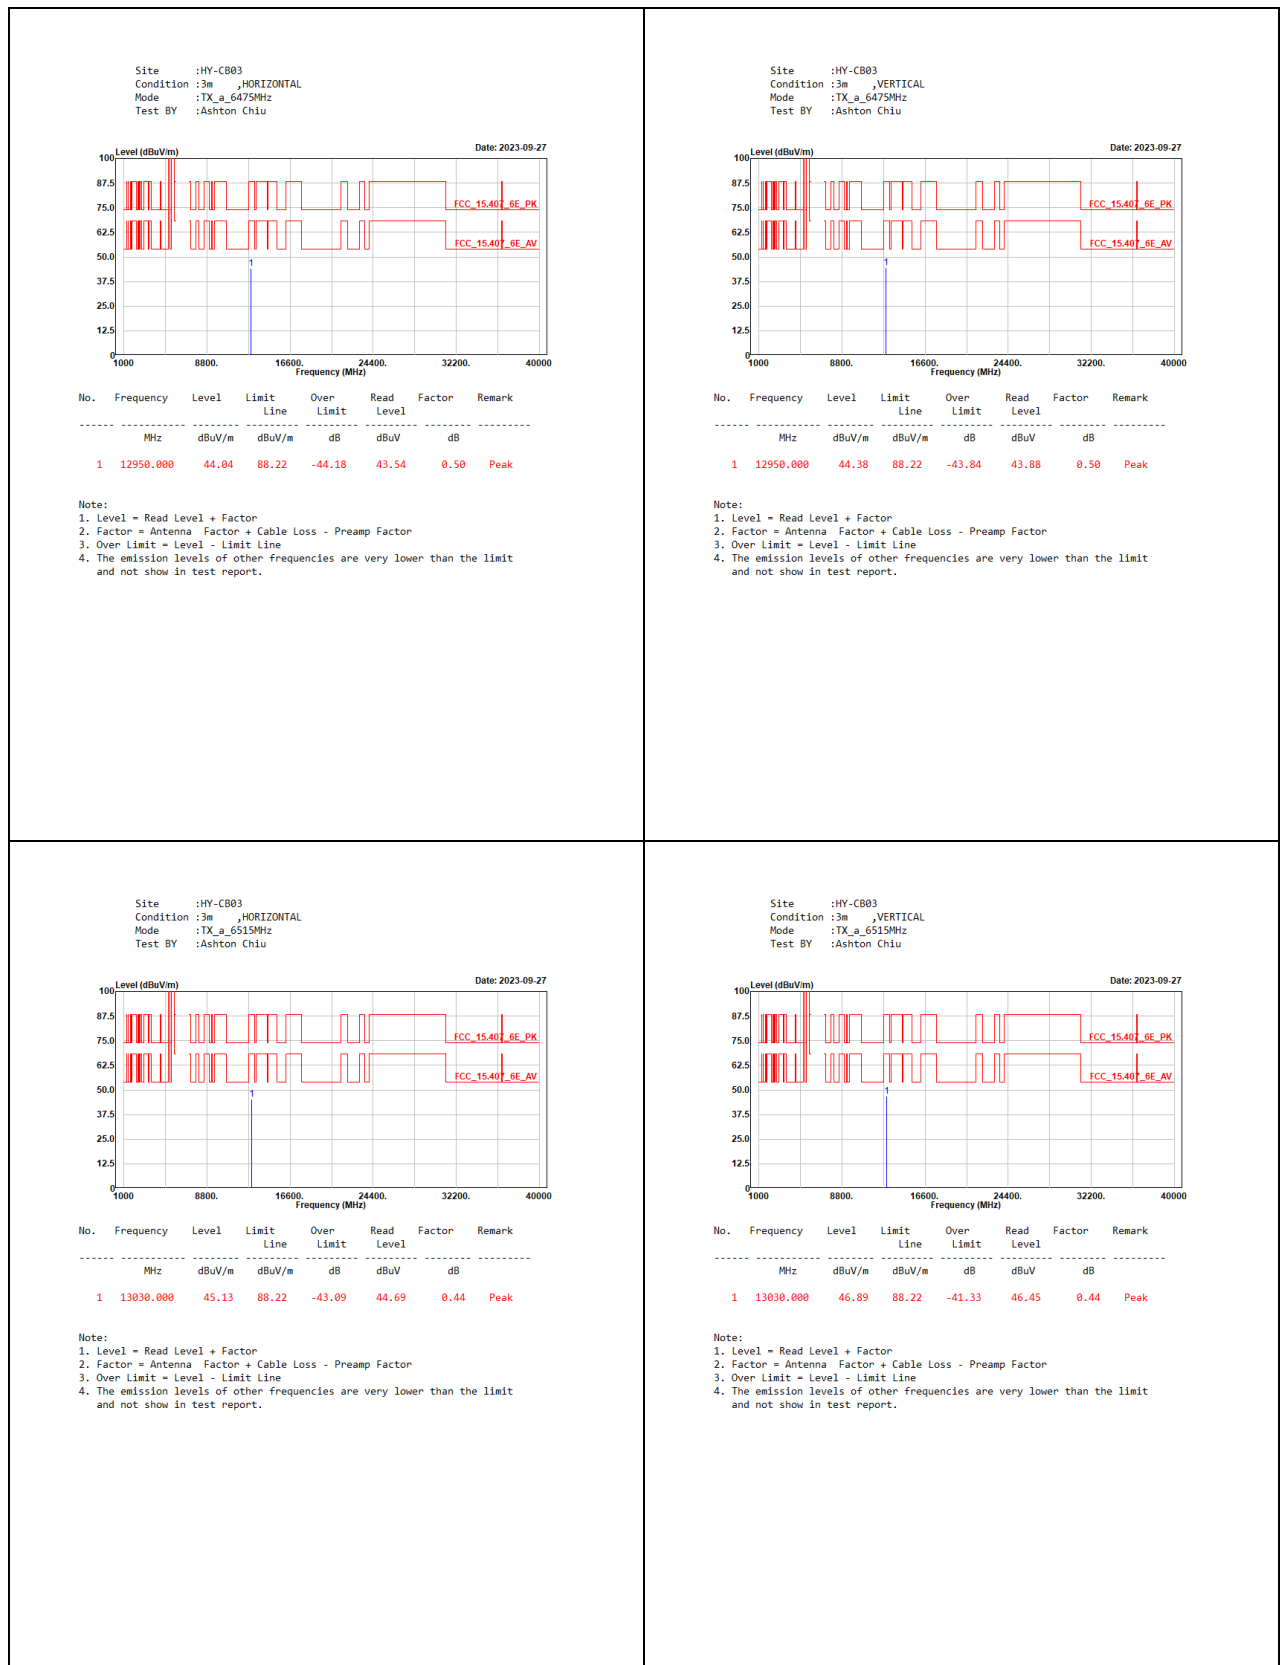 Site :HY-CB03
Condition :3m ,HORIZONTAL
Mode :TX_a_6475MHz
Test BY :Ashton Chiu
Level (dBuV/m)
Date: 2023-09-27
100
87.5
75.0
62.5
50.0
37.5
25.0
12.5
0
FCC_15.407_6E_PK
FCC_15.407_6E_AV
1
1000 8800. 16600. 24400. 32200. 40000
Frequency (MHz)
No. Frequency Level Limit Over Read Factor Remark
Line Limit Level
------ ----------- -------- --------- --------- --------- -------- ---------
MHz dBuV/m dBuV/m dB dBuV dB
1 12950.000 44.04 88.22 -44.18 43.54 0.50 Peak
Note:
1. Level = Read Level + Factor
2. Factor = Antenna Factor + Cable Loss - Preamp Factor
3. Over Limit = Level - Limit Line
4. The emission levels of other frequencies are very lower than the limit
and not show in test report.
Site :HY-CB03
Condition :3m ,VERTICAL
Mode :TX_a_6475MHz
Test BY :Ashton Chiu
Level (dBuV/m)
Date: 2023-09-27
100
87.5
75.0
62.5
50.0
37.5
25.0
12.5
0
FCC_15.407_6E_PK
FCC_15.407_6E_AV
1
1000 8800. 16600. 24400. 32200. 40000
Frequency (MHz)
No. Frequency Level Limit Over Read Factor Remark
Line Limit Level
------ ----------- -------- --------- --------- --------- -------- ---------
MHz dBuV/m dBuV/m dB dBuV dB
1 12950.000 44.38 88.22 -43.84 43.88 0.50 Peak
Note:
1. Level = Read Level + Factor
2. Factor = Antenna Factor + Cable Loss - Preamp Factor
3. Over Limit = Level - Limit Line
4. The emission levels of other frequencies are very lower than the limit
and not show in test report.
Site :HY-CB03
Condition :3m ,HORIZONTAL
Mode :TX_a_6515MHz
Test BY :Ashton Chiu
Level (dBuV/m)
Date: 2023-09-27
100
87.5
75.0
62.5
50.0
37.5
25.0
12.5
0
FCC_15.407_6E_PK
FCC_15.407_6E_AV
1
1000 8800. 16600. 24400. 32200. 40000
Frequency (MHz)
No. Frequency Level Limit Over Read Factor Remark
Line Limit Level
------ ----------- -------- --------- --------- --------- -------- ---------
MHz dBuV/m dBuV/m dB dBuV dB
1 13030.000 45.13 88.22 -43.09 44.69 0.44 Peak
Note:
1. Level = Read Level + Factor
2. Factor = Antenna Factor + Cable Loss - Preamp Factor
3. Over Limit = Level - Limit Line
4. The emission levels of other frequencies are very lower than the limit
and not show in test report.
Site :HY-CB03
Condition :3m ,VERTICAL
Mode :TX_a_6515MHz
Test BY :Ashton Chiu
Level (dBuV/m)
Date: 2023-09-27
100
87.5
75.0
62.5
50.0
37.5
25.0
12.5
0
FCC_15.407_6E_PK
FCC_15.407_6E_AV
1
1000 8800. 16600. 24400. 32200. 40000
Frequency (MHz)
No. Frequency Level Limit Over Read Factor Remark
Line Limit Level
------ ----------- -------- --------- --------- --------- -------- ---------
MHz dBuV/m dBuV/m dB dBuV dB
1 13030.000 46.89 88.22 -41.33 46.45 0.44 Peak
Note:
1. Level = Read Level + Factor
2. Factor = Antenna Factor + Cable Loss - Preamp Factor
3. Over Limit = Level - Limit Line
4. The emission levels of other frequencies are very lower than the limit
and not show in test report.